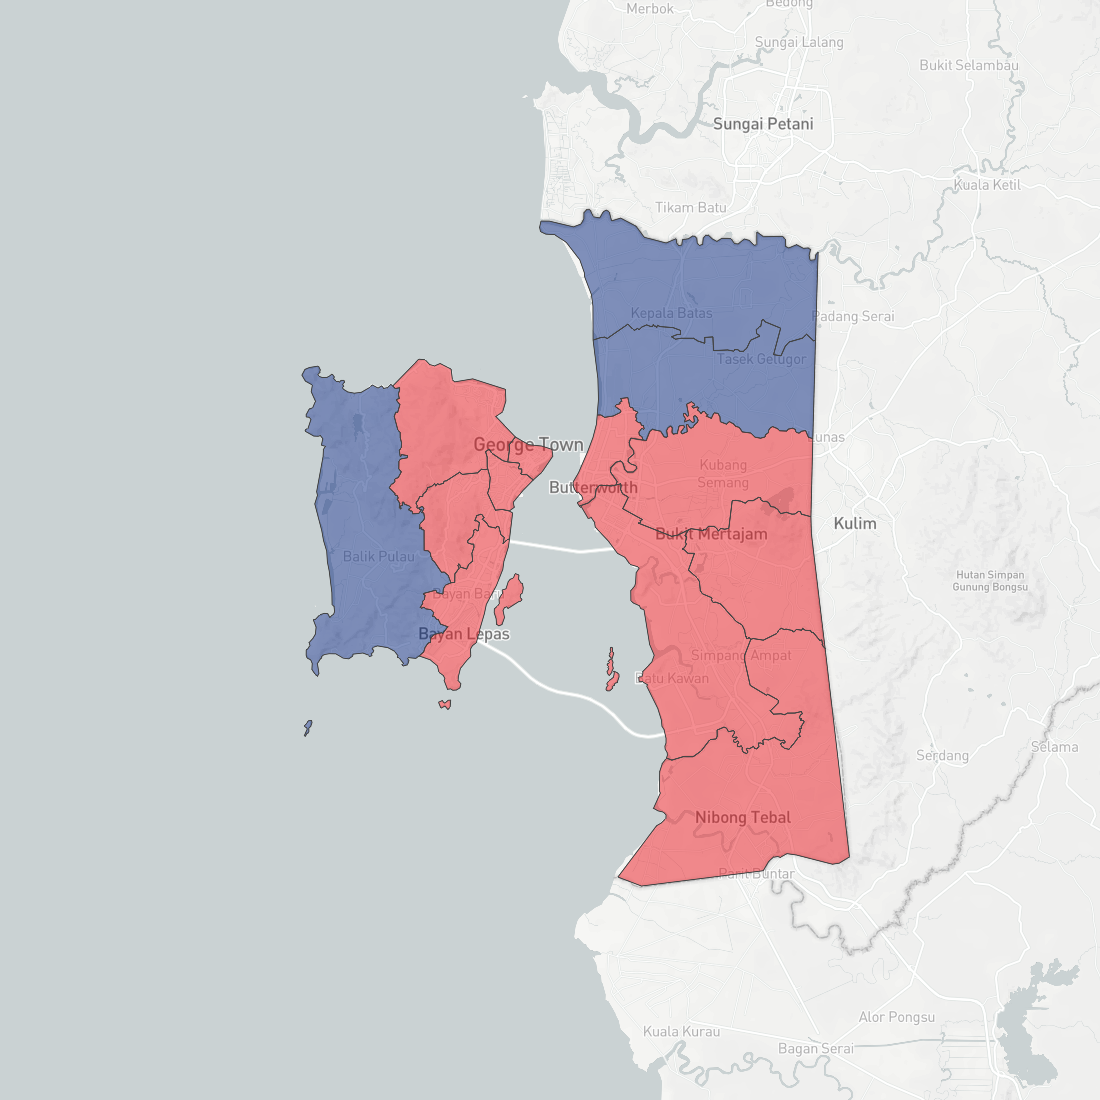 Bedong
Merbok
Sungai Lalang
Bukit Selambau
Sungai Petani
Kuala Ketil
Tikam Batu
Kepala Batas
Padang Serai
Tasek Gelugor
Lunas
George Town
Kubang
Semang
Butterworth
Kulim
Bukit Mertajam
Balik Pulau
Hutan Simpan
Gunung Bongsu
Bayan Baru
Bayan Lepas
Simpang Ampat
Batu Kawan
Selama
Serdang
Nibong Tebal
Parit Buntar
Alor Pongsu
Kuala Kurau
Bagan Serai